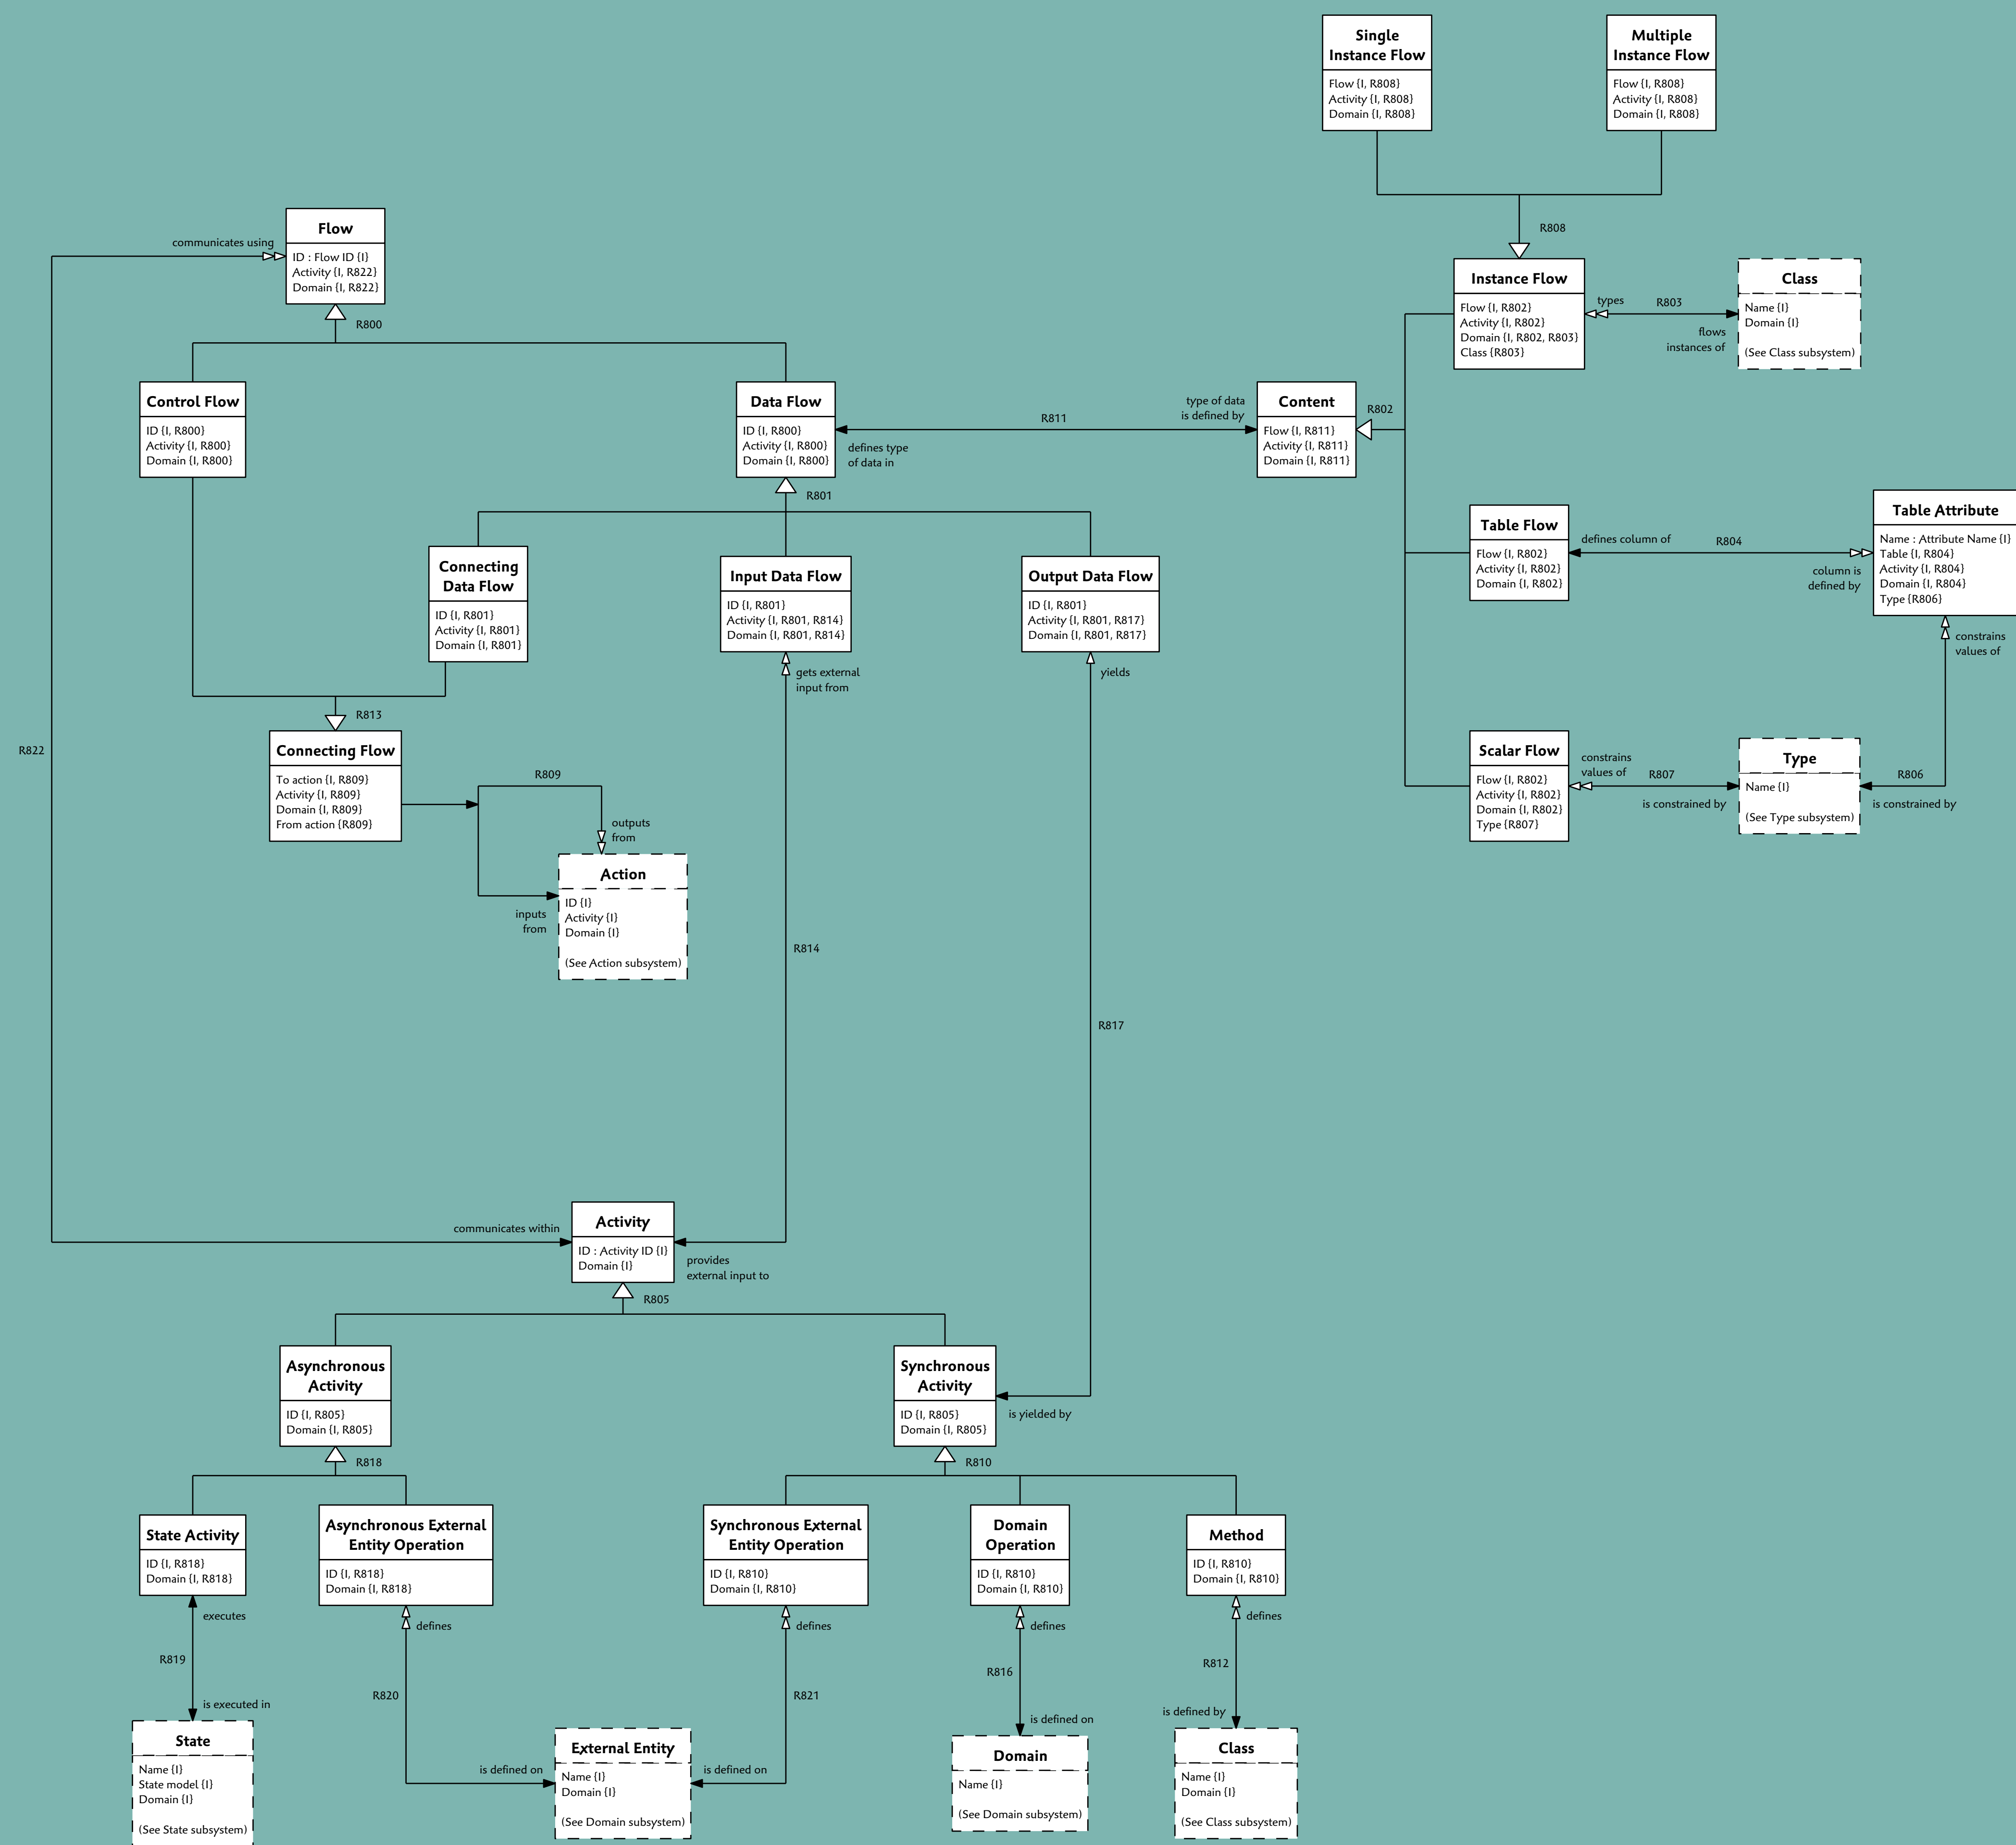 Single
Instance Flow
Flow {I, R808}
Activity {I, R808}
Domain {I, R808}
Multiple
Instance Flow
Flow {I, R808}
Activity {I, R808}
Domain {I, R808}
R808
Flow
ID : Flow ID {I}
Activity {I, R822}
Domain {I, R822}
communicates using
R800
Instance Flow
Flow {I, R802}
Activity {I, R802}
Domain {I, R802, R803}
Class {R803}
types
R803
flows
instances of
Class
Name {I}
Domain {I}
(See Class subsystem)
Control Flow
ID {I, R800}
Activity {I, R800}
Domain {I, R800}
Data Flow
ID {I, R800}
Activity {I, R800}
Domain {I, R800}
defines type
of data in
R811
type of data
is defined by
Content
Flow {I, R811}
Activity {I, R811}
Domain {I, R811}
R802
R801
Table Flow
Flow {I, R802}
Activity {I, R802}
Domain {I, R802}
defines column of
R804
column is
defined by
Table Attribute
Name : Attribute Name {I}
Table {I, R804}
Activity {I, R804}
Domain {I, R804}
Type {R806}
constrains
values of
Connecting
Data Flow
ID {I, R801}
Activity {I, R801}
Domain {I, R801}
Input Data Flow
ID {I, R801}
Activity {I, R801, R814}
Domain {I, R801, R814}
gets external
input from
Output Data Flow
ID {I, R801}
Activity {I, R801, R817}
Domain {I, R801, R817}
yields
R813
R822
Connecting Flow
To action {I, R809}
Activity {I, R809}
Domain {I, R809}
From action {R809}
R809
outputs
from
inputs
from
Action
ID {I}
Activity {I}
Domain {I}
(See Action subsystem)
Scalar Flow
Flow {I, R802}
Activity {I, R802}
Domain {I, R802}
Type {R807}
constrains
values of
R807
is constrained by
Type
Name {I}
(See Type subsystem)
R806
is constrained by
R814
R817
communicates within
Activity
ID : Activity ID {I}
Domain {I}
provides
external input to
R805
Asynchronous
Activity
ID {I, R805}
Domain {I, R805}
R818
Synchronous
Activity
ID {I, R805}
Domain {I, R805}
is yielded by
R810
State Activity
ID {I, R818}
Domain {I, R818}
executes
R819
is executed in
Asynchronous External
Entity Operation
ID {I, R818}
Domain {I, R818}
defines
R820
is defined on
Synchronous External
Entity Operation
ID {I, R810}
Domain {I, R810}
defines
R821
is defined on
Domain
Operation
ID {I, R810}
Domain {I, R810}
defines
R816
is defined on
Method
ID {I, R810}
Domain {I, R810}
defines
R812
is defined by
State
Name {I}
State model {I}
Domain {I}
(See State subsystem)
External Entity
Name {I}
Domain {I}
(See Domain subsystem)
Domain
Name {I}
(See Domain subsystem)
Class
Name {I}
Domain {I}
(See Class subsystem)